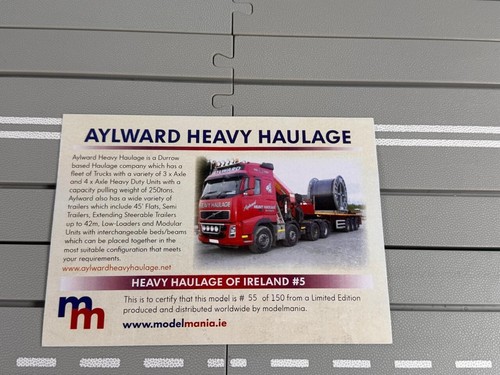 AYLWARD HEAVY HAULAGE
Aylward Heavy Haulage is a Durrow
based Haulage company which has a
fleet of Trucks with a variety of 3 x Axle
and 4 x Axle Heavy Duty Units with a
capacity pulling weight of 250tons.
Aylward also has a wide variety of
trailers which include 45' Flats, Semi
Trailers, Extending Steerable Trailers
up to 42m, Low-Loaders and Modular
Units with interchangeable beds/beams
which can be placed together in the
most suitable configuration that meets
your requirements.
www.aylwardheavyhaulage.net
HEAVY HAULAGE OF IRELAND #5
mm
This is to certify that this model is # 55 of 150 from a Limited Edition
produced and distributed worldwide by modelmania.
www.modelmania.ie